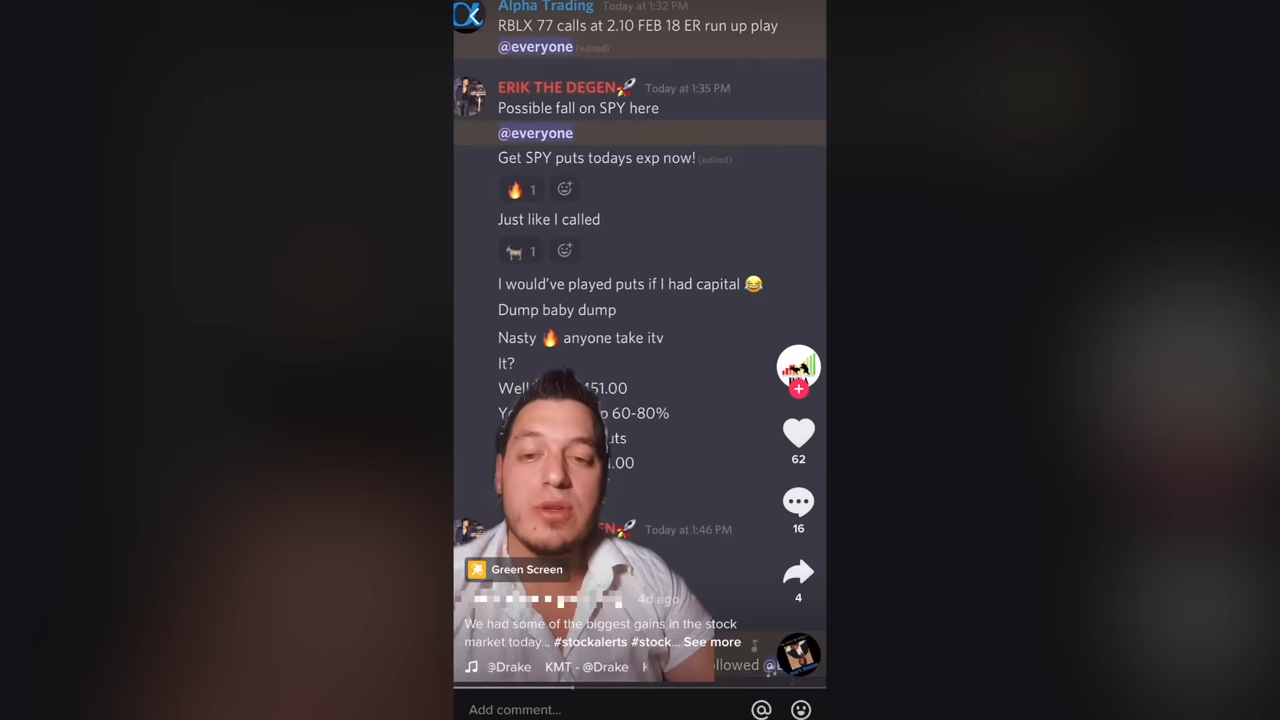 Alpha Trading Today at 1:32 PM
RBLX 77 calls at 2.10 FEB 18 ER run up play
@everyone (edited)
ERIK THE DEGEN🚀 Today at 1:35 PM
Possible fall on SPY here
@everyone
Get SPY puts todays exp now! (edited)
🔥 1
Just like I called
🐐 1
I would've played puts if I had capital 😂
Dump baby dump
Nasty 🔥 anyone take itv
It?
451.00
60-80%
62
16
Today at 1:46 PM
Green Screen
4
4d ago
We had some of the biggest gains in the stock
market today... #stockalerts #stock... See more
@Drake KMT - @Drake
Add comment...